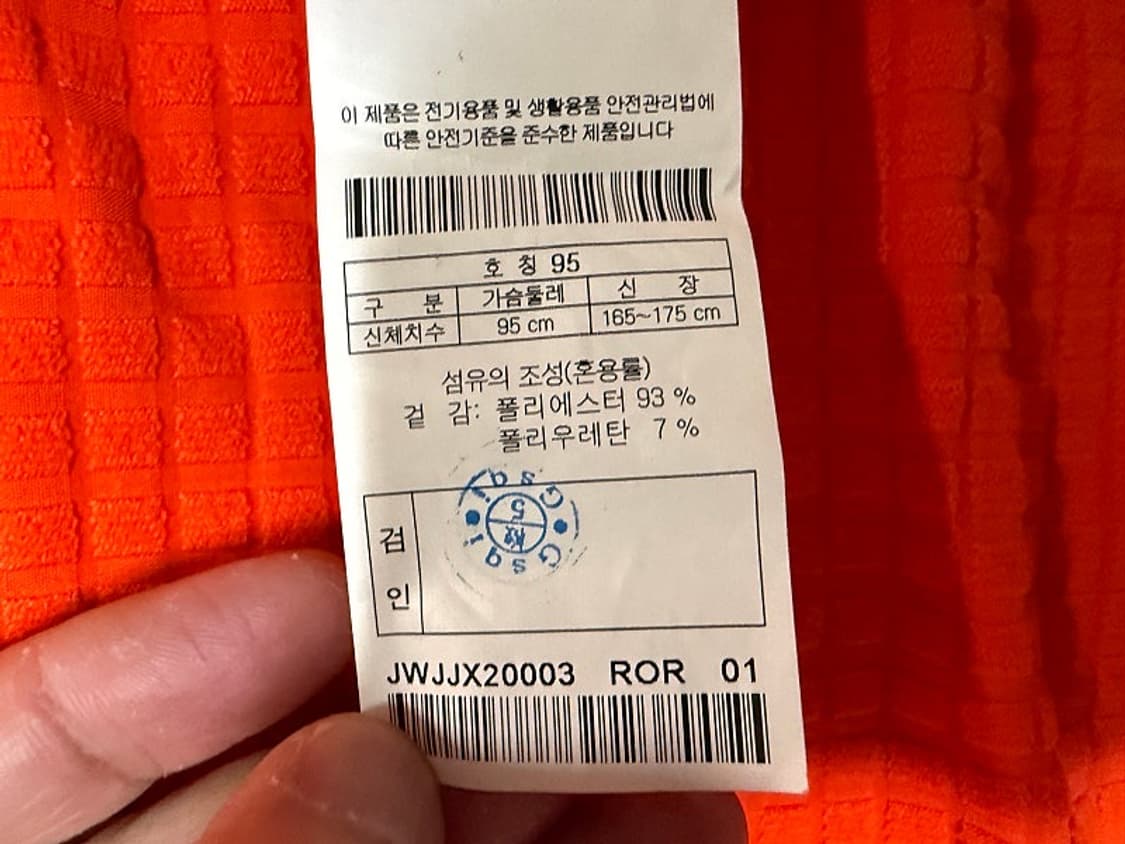 이 제품은 전기용품 및 생활용품 안전관리법에
따른 안전기준을 준수한 제품입니다
호 칭 95
구 분 가슴둘레 신 장
신체치수 95 cm 165~175 cm
섬유의 조성(혼용률)
겉 감: 폴리에스터 93 %
폴리우레탄 7 %
검
인
Gsqi
5
檢
Gsqi
JWJJX20003 ROR 01